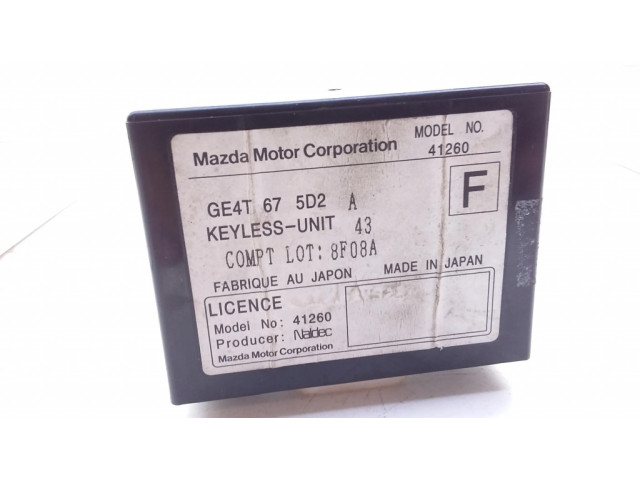 Mazda Motor Corporation
MODEL NO.
41260
GE4T 67 5D2 A
F
KEYLESS-UNIT 43
COMPT LOT: 8F08A
FABRIQUE AU JAPON MADE IN JAPAN
LICENCE
Model No: 41260
Producer: Naldec
Mazda Motor Corporation